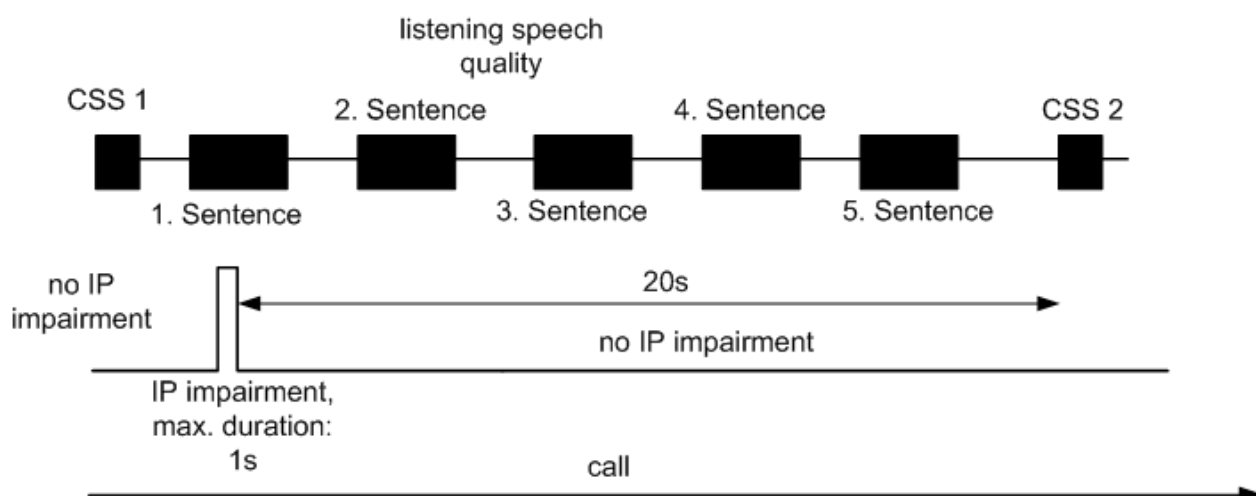 listening speech
quality
CSS 1
2. Sentence
4. Sentence
CSS 2
1. Sentence
3. Sentence
5. Sentence
no IP
impairment
20s
no IP impairment
IP impairment,
max. duration:
1s
call